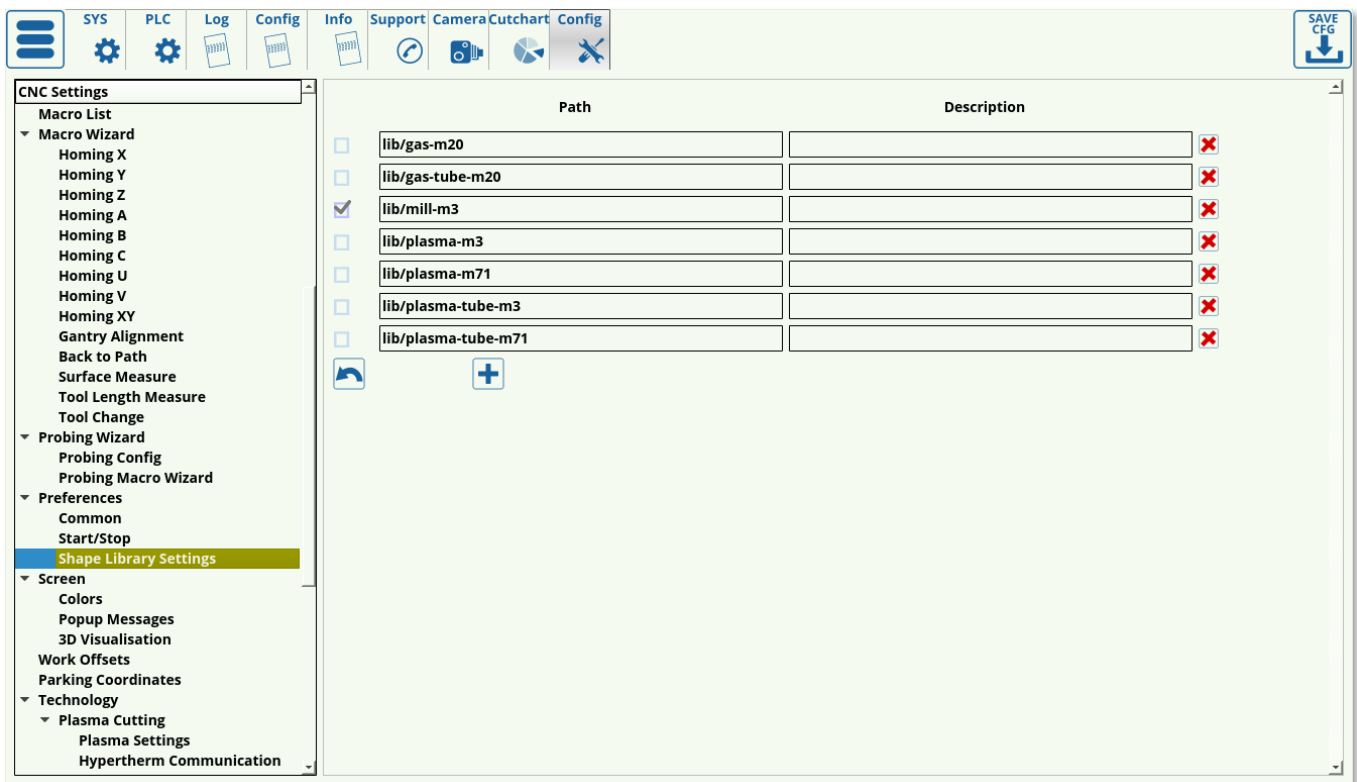 SYS PLC Log Config Info Support Camera Cutchart Config SAVE
CFG
CNC Settings
Macro List
Macro Wizard
Homing X
Homing Y
Homing Z
Homing A
Homing B
Homing C
Homing U
Homing V
Homing XY
Gantry Alignment
Back to Path
Surface Measure
Tool Length Measure
Tool Change
Probing Wizard
Probing Config
Probing Macro Wizard
Preferences
Common
Start/Stop
Shape Library Settings
Screen
Colors
Popup Messages
3D Visualisation
Work Offsets
Parking Coordinates
Technology
Plasma Cutting
Plasma Settings
Hypertherm Communication
Path Description
lib/gas-m20
lib/gas-tube-m20
lib/mill-m3
lib/plasma-m3
lib/plasma-m71
lib/plasma-tube-m3
lib/plasma-tube-m71